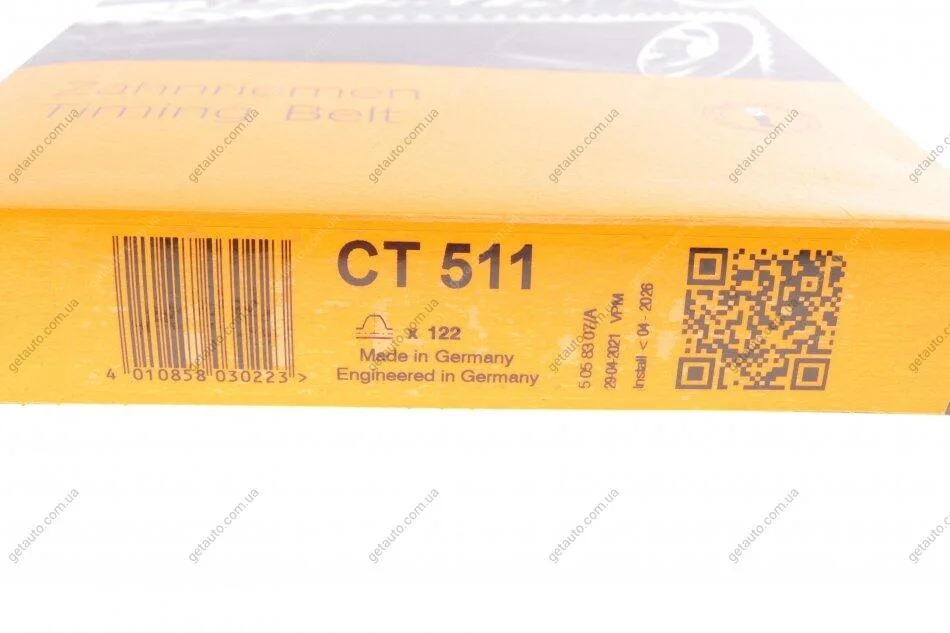 Zahnriemen
Timing Belt
CT 511
x 122
Made in Germany
Engineered in Germany
4 010858 030223 >
5 05 83 07/A
29-04-2021 VPM
Install < 04 - 2026
getauto.com.ua